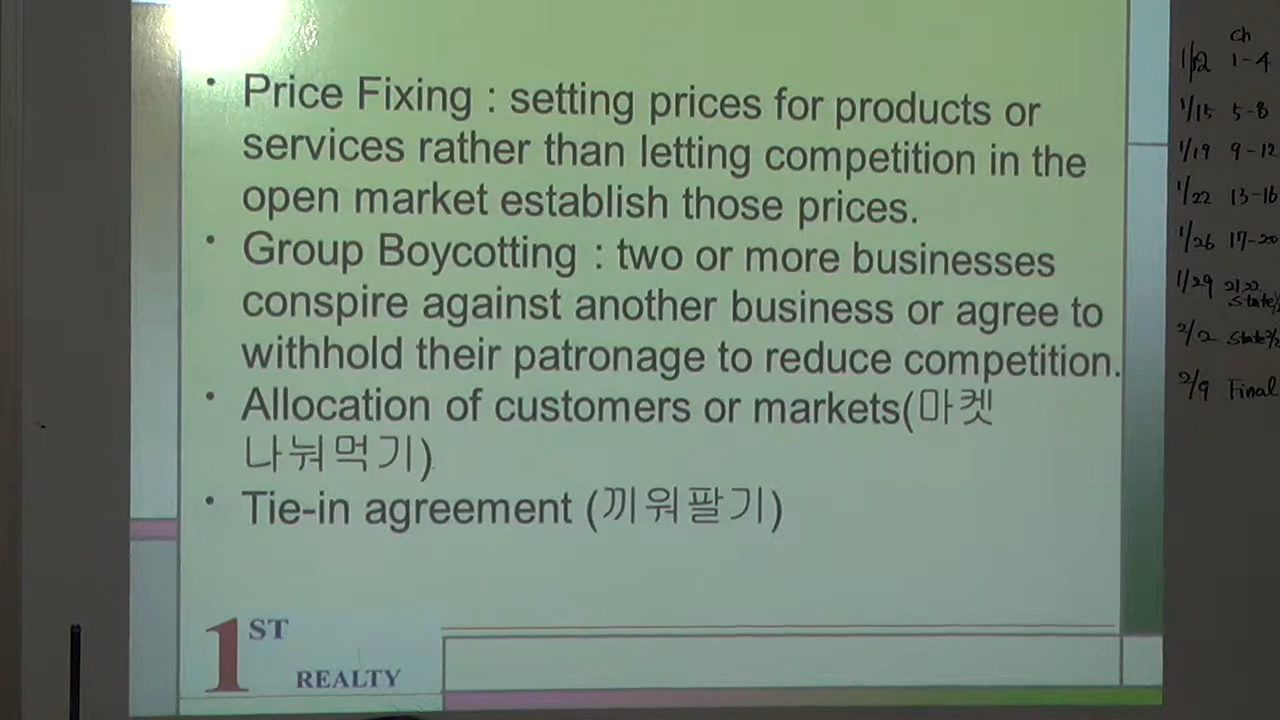 • Price Fixing : setting prices for products or
services rather than letting competition in the
open market establish those prices.
• Group Boycotting : two or more businesses
conspire against another business or agree to
withhold their patronage to reduce competition.
• Allocation of customers or markets(마켓
나눠먹기)
• Tie-in agreement (끼워팔기)
1ST
REALTY
ch
1/12 1-4
1/15 5-8
1/19 9-12
1/22 13-16
1/26 17-20
1/29 21,22
State
2/2 State
2/9 Final